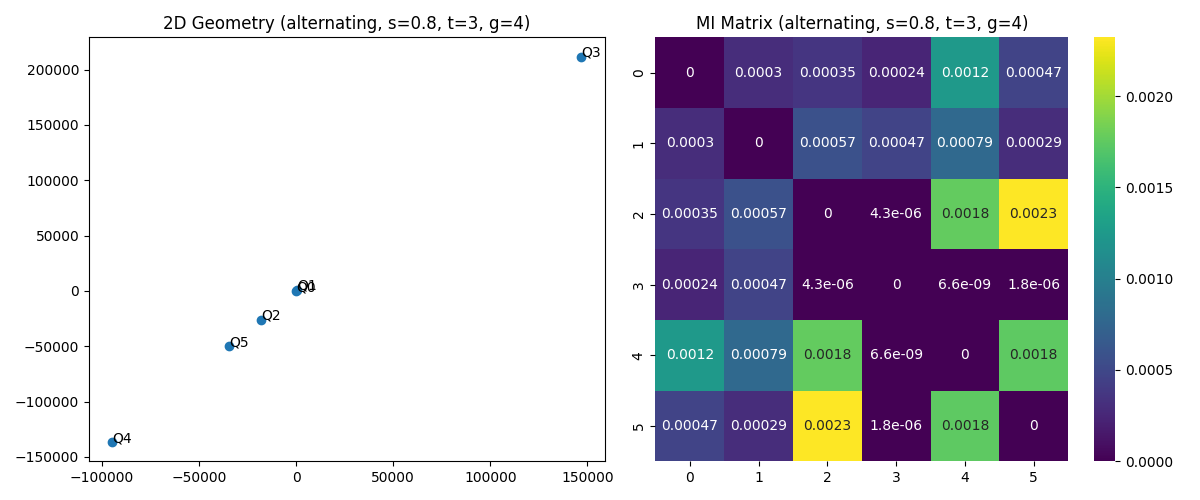 2D Geometry (alternating, s=0.8, t=3, g=4)
200000
150000
100000
50000
0
−50000
−100000
−150000
−100000 −50000 0 50000 100000 150000
Q3
Q1
Q0
Q2
Q5
Q4
MI Matrix (alternating, s=0.8, t=3, g=4)
0 0 0.0003 0.00035 0.00024 0.0012 0.00047
1 0.0003 0 0.00057 0.00047 0.00079 0.00029
2 0.00035 0.00057 0 4.3e-06 0.0018 0.0023
3 0.00024 0.00047 4.3e-06 0 6.6e-09 1.8e-06
4 0.0012 0.00079 0.0018 6.6e-09 0 0.0018
5 0.00047 0.00029 0.0023 1.8e-06 0.0018 0
0 1 2 3 4 5
0.0020
0.0015
0.0010
0.0005
0.0000